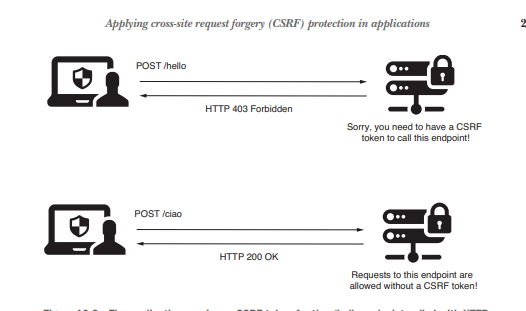 Applying cross-site request forgery (CSRF) protection in applications 2
POST /hello
HTTP 403 Forbidden
Sorry, you need to have a CSRF
token to call this endpoint!
POST /ciao
HTTP 200 OK
Requests to this endpoint are
allowed without a CSRF token!